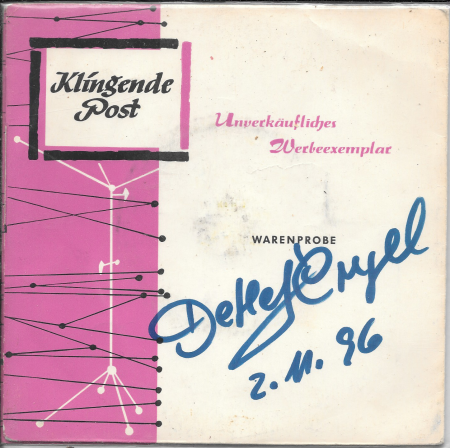 Klingende
Post
Unverkäufliches
Werbeexemplar
WARENPROBE
Detlef Engel
2. 11. 96